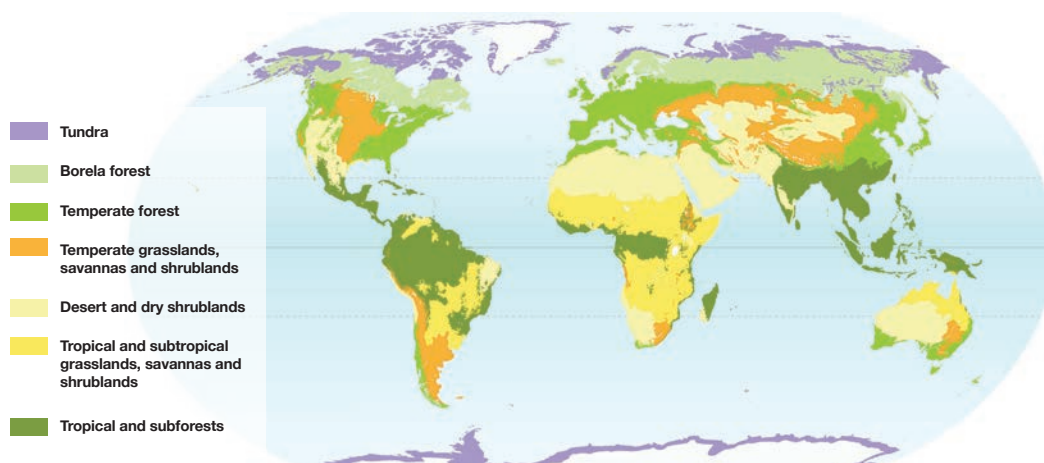 Tundra
Borela forest
Temperate forest
Temperate grasslands,
savannas and shrublands
Desert and dry shrublands
Tropical and subtropical
grasslands, savannas and
shrublands
Tropical and subforests